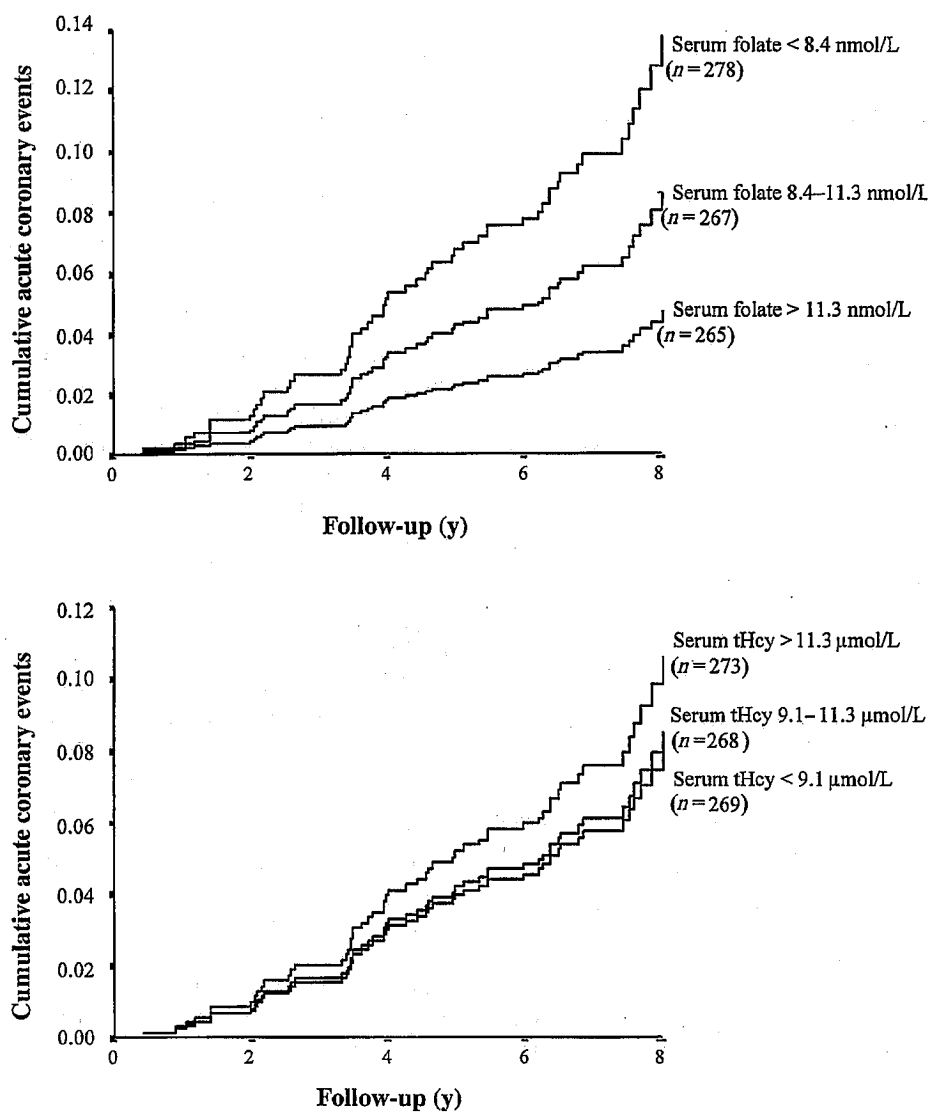 0.14
0.12
0.10
0.08
0.06
0.04
0.02
0.00
Cumulative acute coronary events
0 2 4 6 8
Follow-up (y)
Serum folate < 8.4 nmol/L
(n = 278)
Serum folate 8.4–11.3 nmol/L
(n = 267)
Serum folate > 11.3 nmol/L
(n = 265)
0.12
0.10
0.08
0.06
0.04
0.02
0.00
Cumulative acute coronary events
0 2 4 6 8
Follow-up (y)
Serum tHcy > 11.3 µmol/L
(n=273)
Serum tHcy 9.1–11.3 µmol/L
(n=268)
Serum tHcy < 9.1 µmol/L
(n=269)